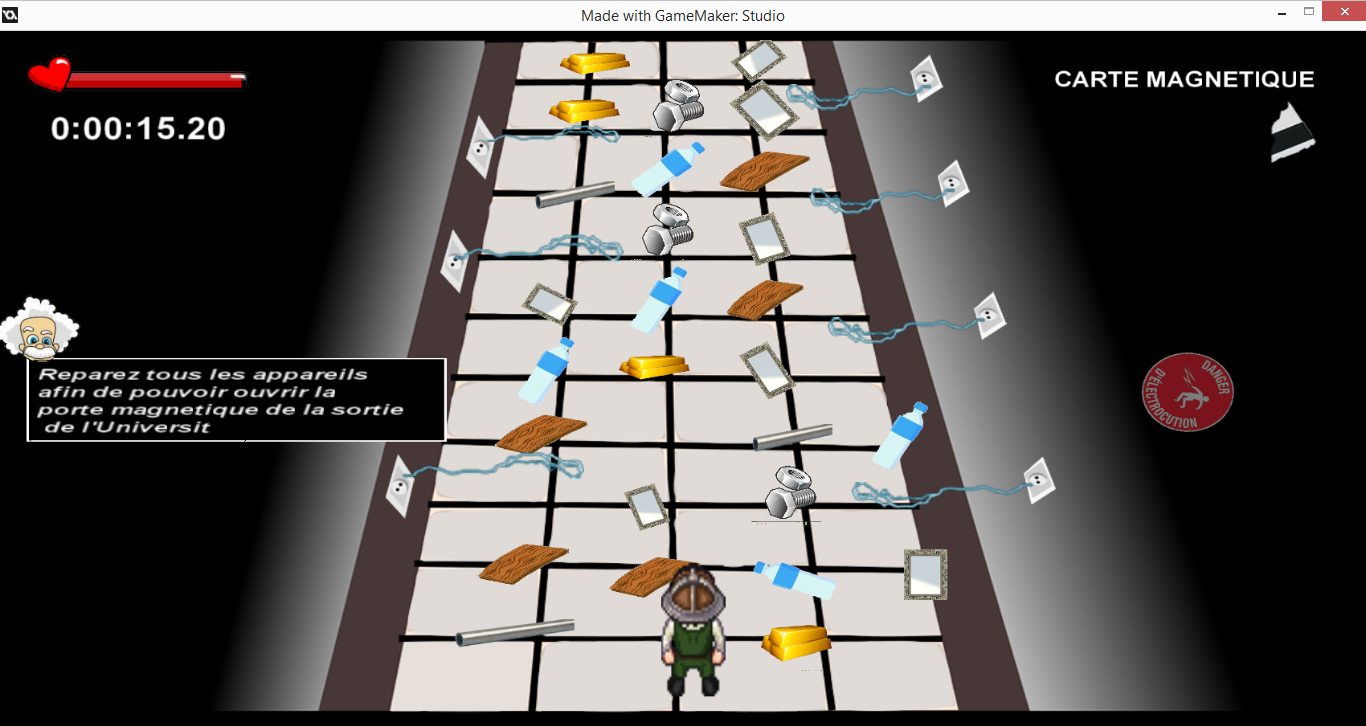 Made with GameMaker: Studio
0:00:15.20
CARTE MAGNETIQUE
Reparez tous les appareils
afin de pouvoir ouvrir la
porte magnetique de la sortie
de l'Universit
DANGER
D'ÉLECTROCUTION